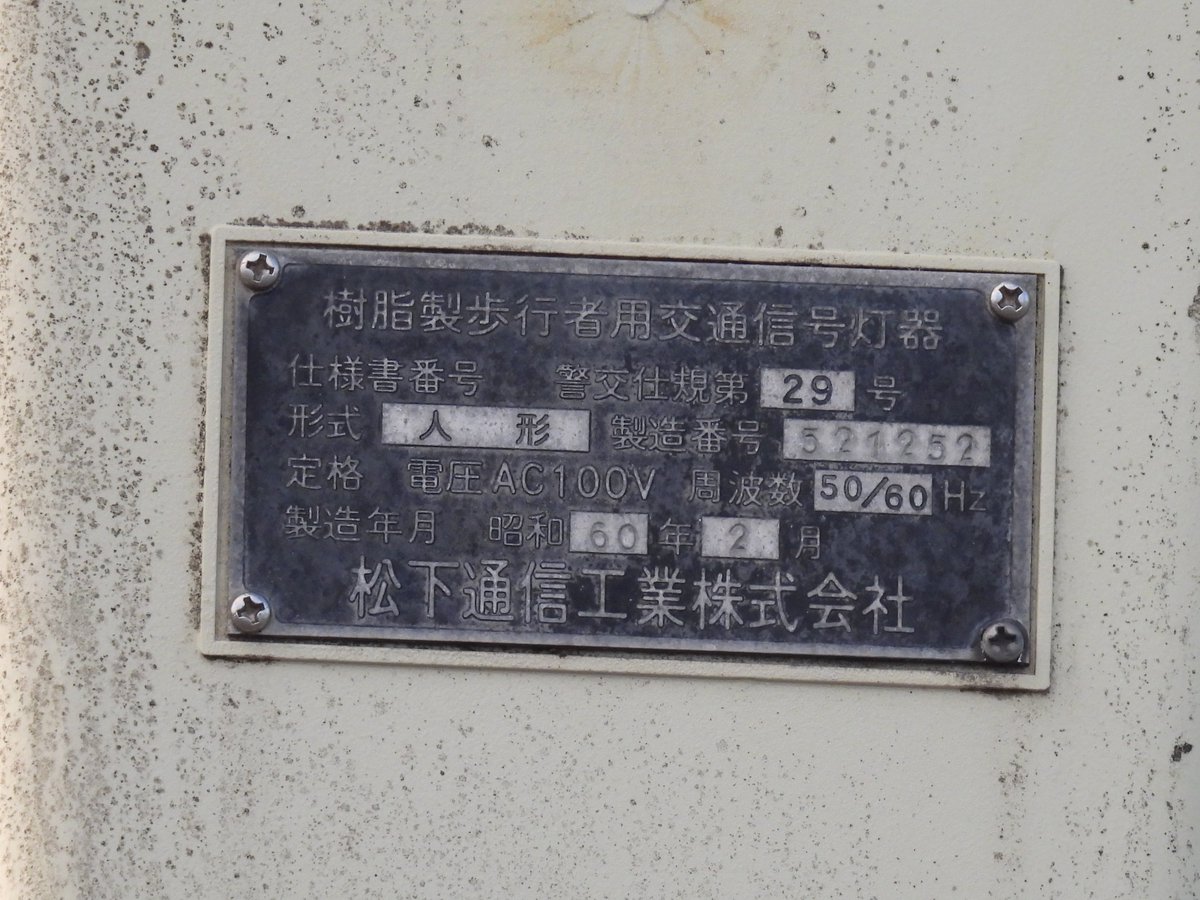 樹脂製歩行者用交通信号灯器
仕様書番号 警交仕規第 29 号
形式 人形 製造番号 521252
定格 電圧AC100V 周波数 50/60 Hz
製造年月 昭和 60 年 2 月
松下通信工業株式会社